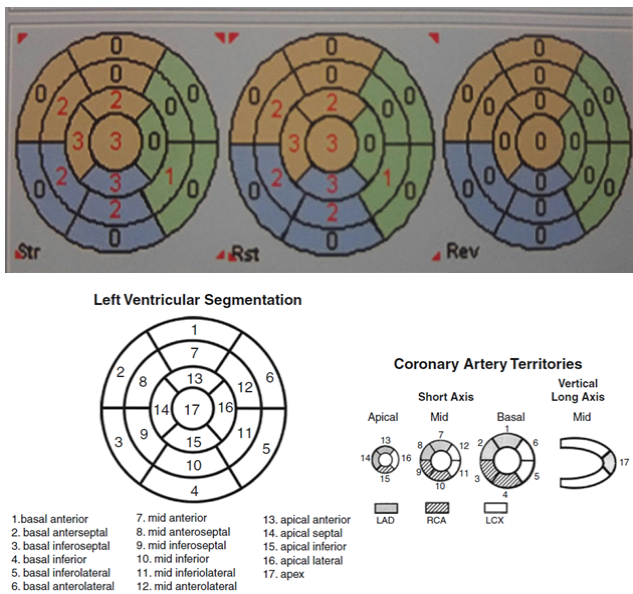 0
0
0 2 2 0 0
3 3 0
2 3 1
0 2 0
0
Str
0
0
0 2 2 0 0
3 3 0
2 3 1
0 2 0
0
Rst
0
0
0 0 0 0 0
0 0 0
0 0 0
0 0 0
0
Rev
Left Ventricular Segmentation
1
7
2 8 13 12 6
14 17 16
3 9 15 11 5
10
4
1.basal anterior
2. basal anterseptal
3. basal inferoseptal
4. basal inferior
5. basal inferolateral
6. basal anterolateral
7. mid anterior
8. mid anteroseptal
9. mid inferoseptal
10. mid inferior
11. mid inferiolateral
12. mid anterolateral
13. apical anterior
14. apical septal
15. apical inferior
16. apical lateral
17. apex
Coronary Artery Territories
Short Axis
Vertical
Long Axis
Apical Mid Basal Mid
13
14 16
15
7
8 12
9 11
10
1
2 6
3 5
4
17
LAD RCA LCX